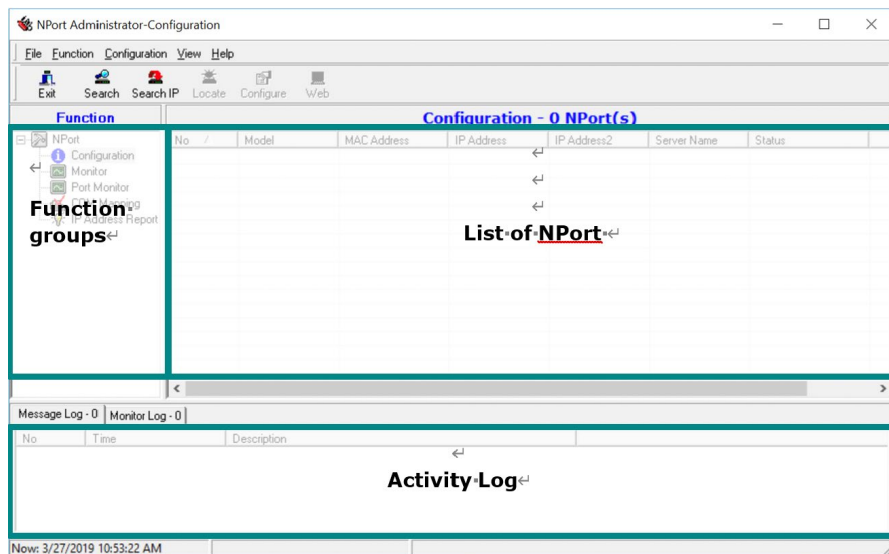 NPort Administrator-Configuration
File Function Configuration View Help
Exit Search Search IP Locate Configure Web
Function
Configuration - 0 NPort(s)
No / Model MAC Address IP Address IP Address2 Server Name Status
NPort
Configuration
Monitor
Port Monitor
COM Mapping
IP Address Report
Function
groups
List of NPort
Message Log - 0 Monitor Log - 0
No Time Description
Activity Log
Now: 3/27/2019 10:53:22 AM